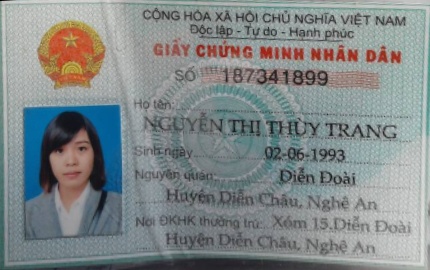 CỘNG HÒA XÃ HỘI CHỦ NGHĨA VIỆT NAM
Độc lập - Tự do - Hạnh phúc
GIẤY CHỨNG MINH NHÂN DÂN
SỐ 187341899
Họ tên:
NGUYỄN THỊ THÙY TRANG
Sinh ngày 02-06-1993
Nguyên quán: Diễn Đoài
Huyện Diễn Châu, Nghệ An
Nơi ĐKHK thường trú: Xóm 15,Diễn Đoài
Huyện Diễn Châu, Nghệ An